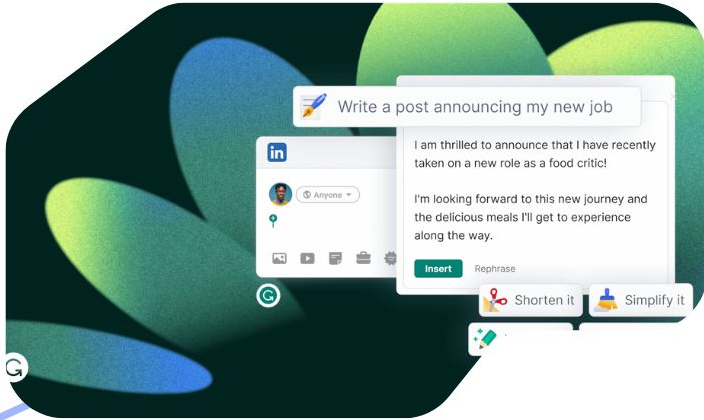 Write a post announcing my new job
in
Anyone
I am thrilled to announce that I have recently
taken on a new role as a food critic!
I'm looking forward to this new journey and
the delicious meals I'll get to experience
along the way.
Insert
Rephrase
Shorten it
Simplify it